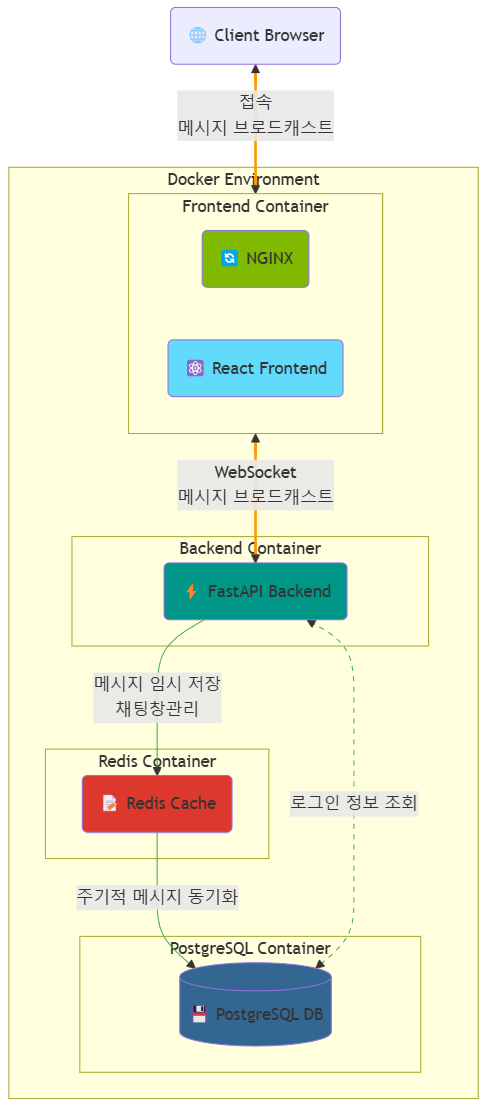 🌐 Client Browser
접속
메시지 브로드캐스트
Docker Environment
Frontend Container
🔄 NGINX
⚛️ React Frontend
WebSocket
메시지 브로드캐스트
Backend Container
⚡ FastAPI Backend
메시지 임시 저장
채팅창관리
Redis Container
📝 Redis Cache
로그인 정보 조회
주기적 메시지 동기화
PostgreSQL Container
💾 PostgreSQL DB